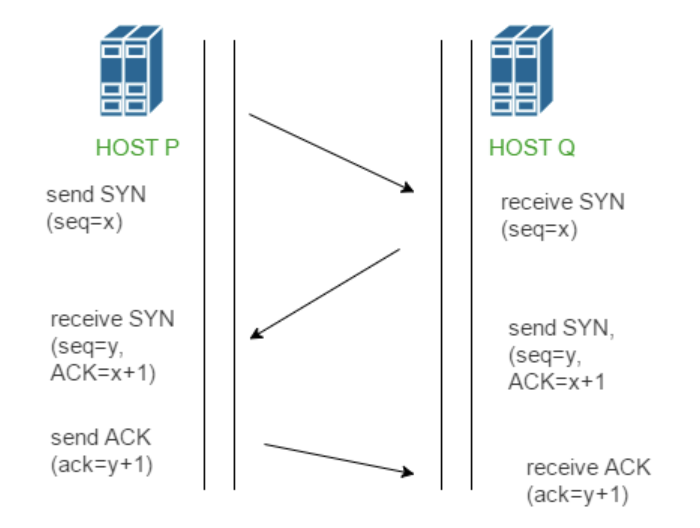 HOST P
HOST Q
send SYN
(seq=x)
receive SYN
(seq=x)
receive SYN
(seq=y,
ACK=x+1)
send SYN,
(seq=y,
ACK=x+1
send ACK
(ack=y+1)
receive ACK
(ack=y+1)